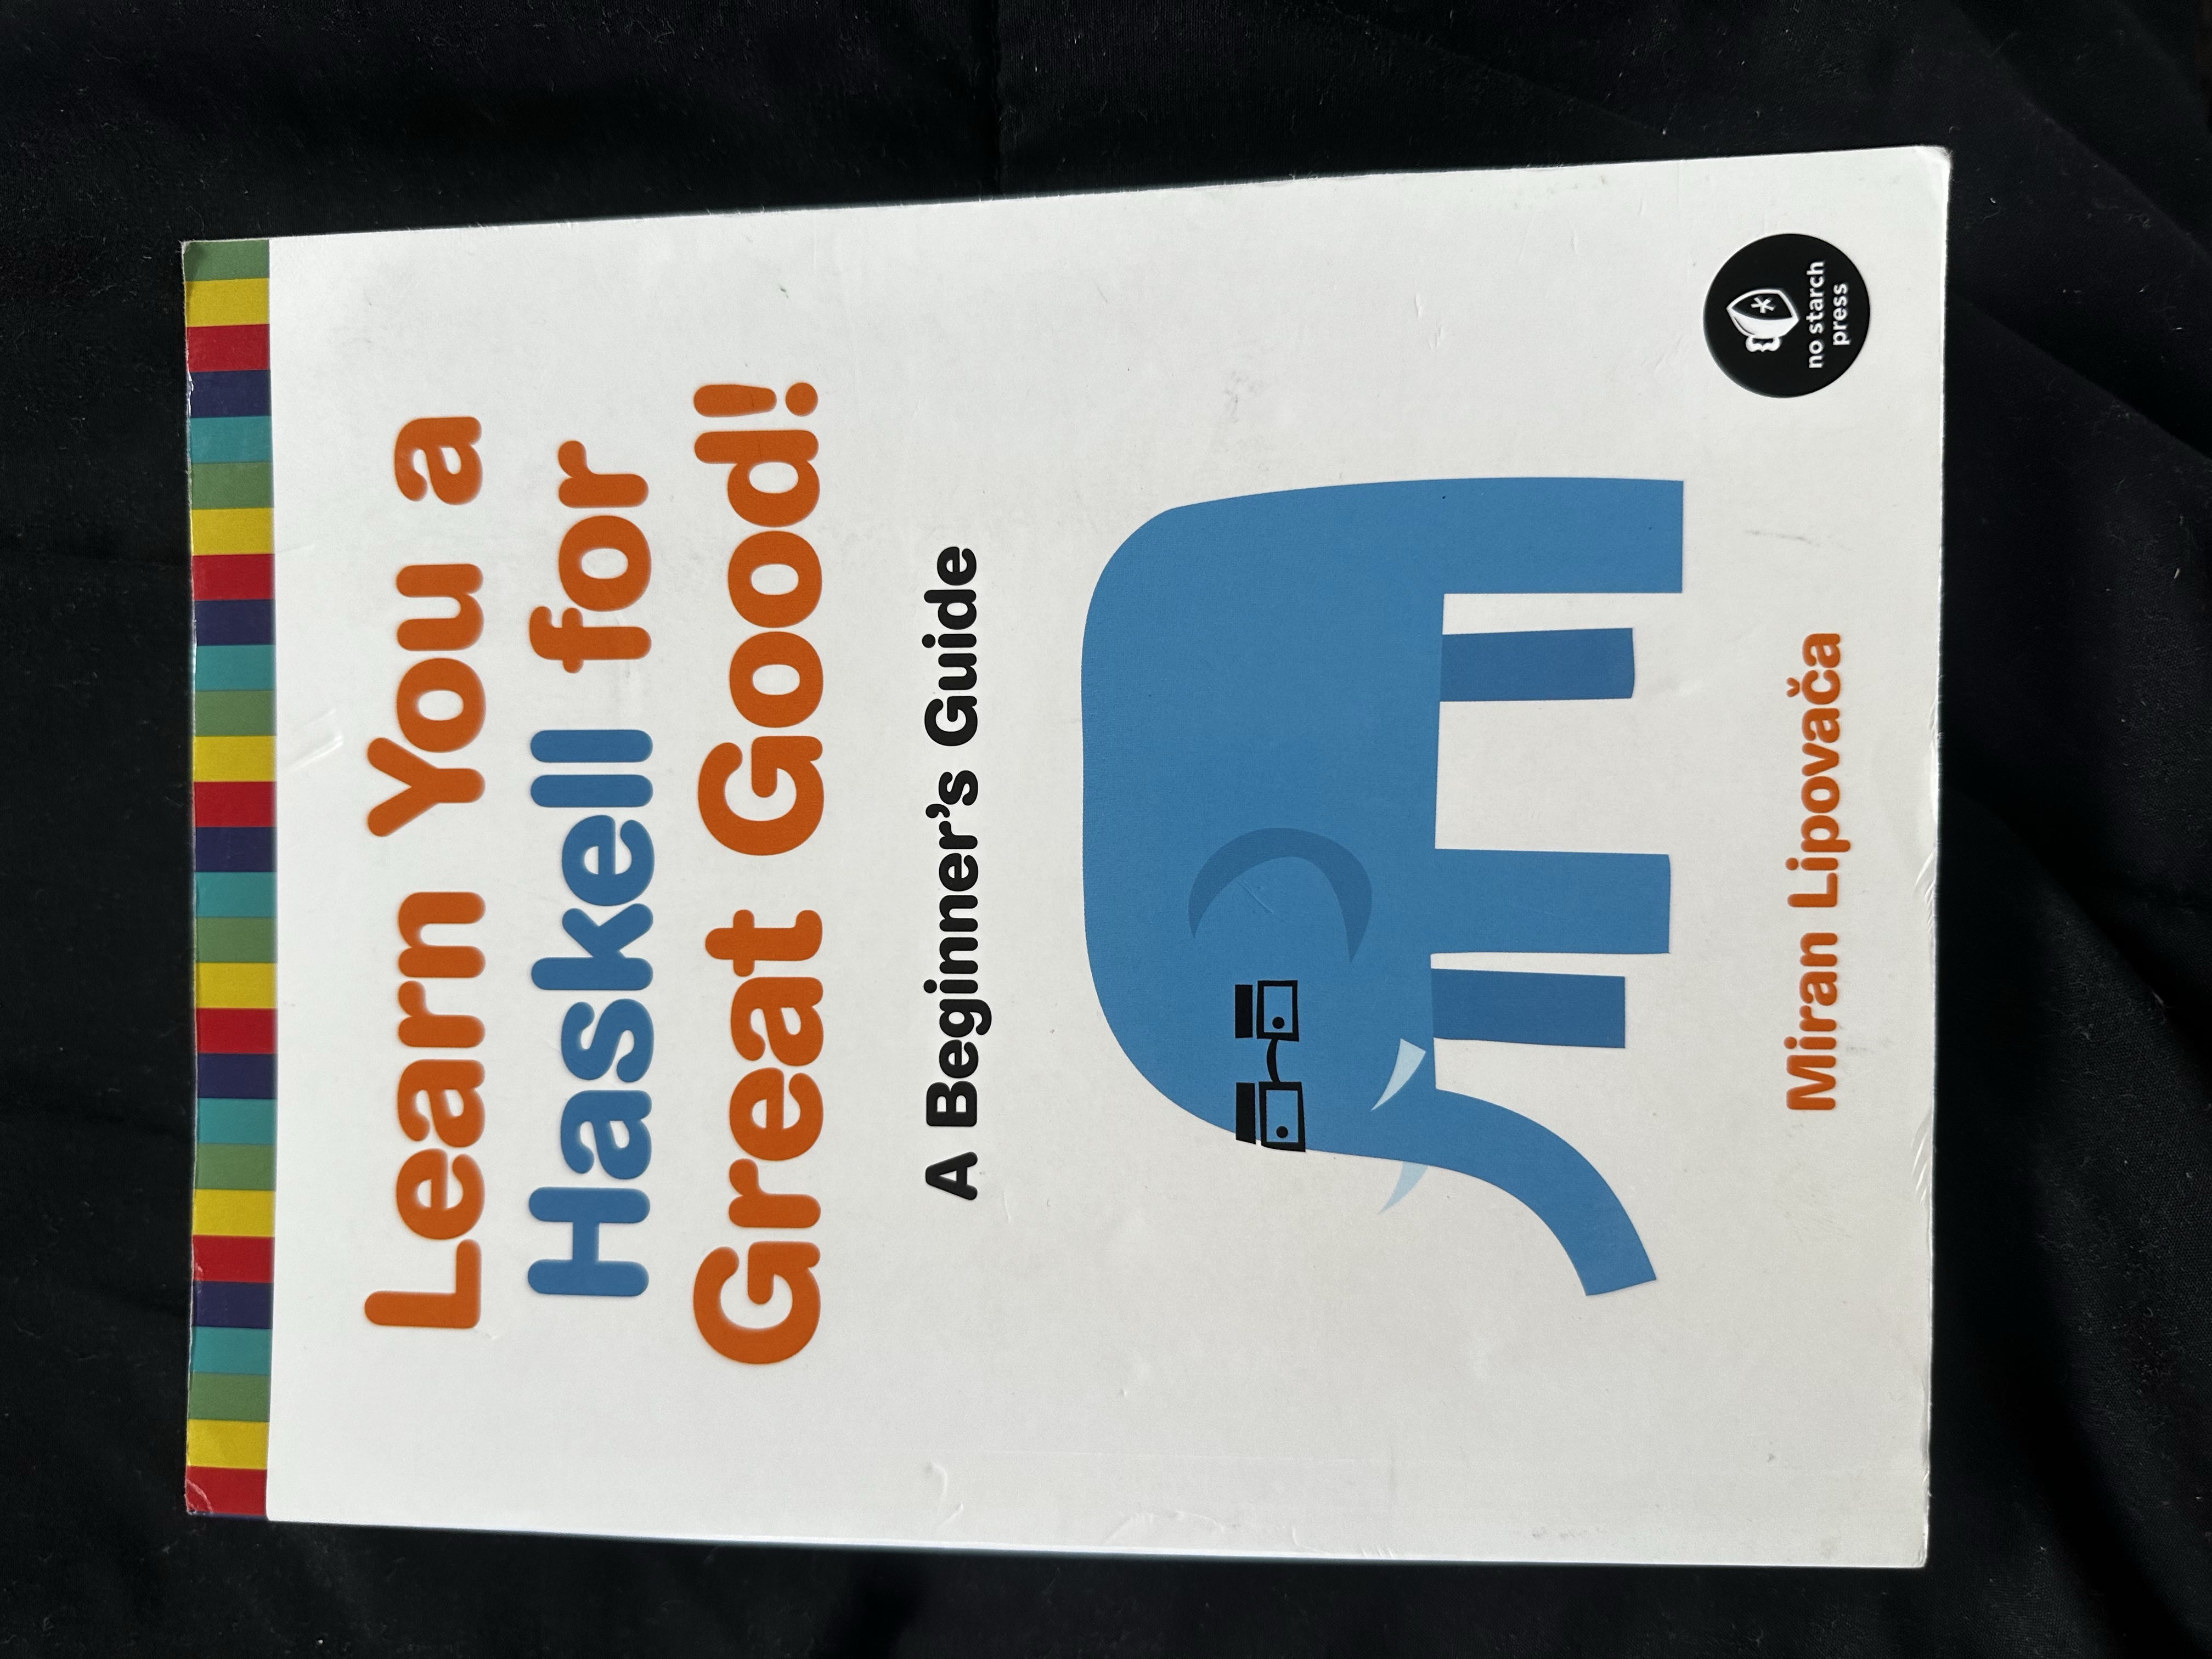 Learn You a
Haskell for
Great Good!
A Beginner’s Guide
Miran Lipovača
no starch
press